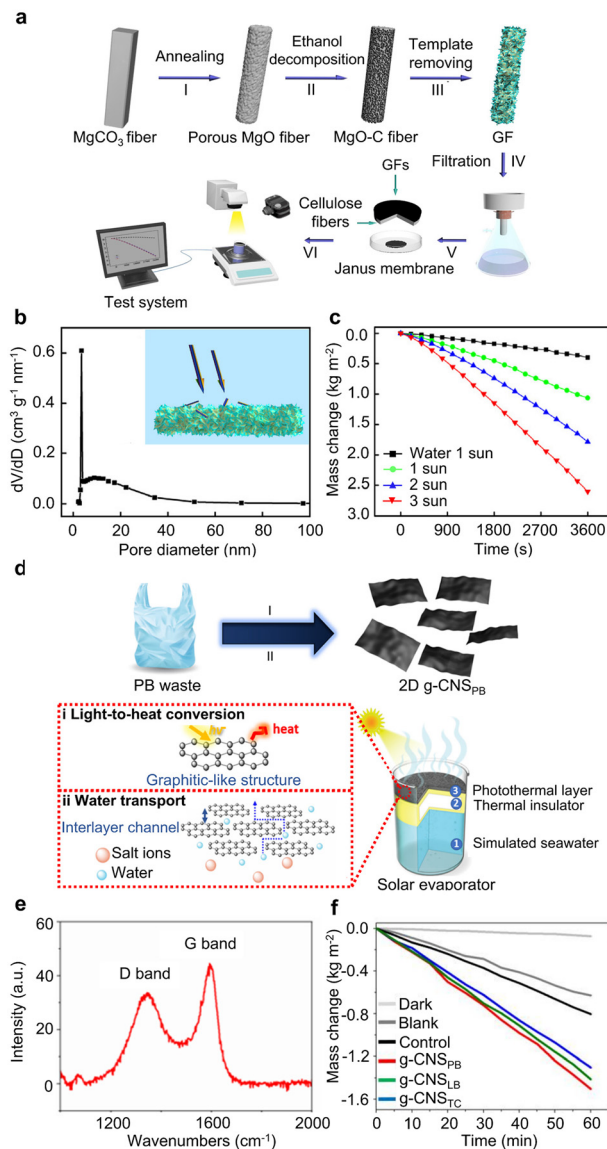 a
Annealing
I
Ethanol
decomposition
II
Template
removing
III
MgCO3 fiber
Porous MgO fiber
MgO-C fiber
GF
GFs
Filtration
IV
Cellulose
fibers
VI
V
Janus membrane
Test system
b
0.6
0.4
0.2
0.0
dV/dD (cm³ g⁻¹ nm⁻¹)
0
20
40
60
80
100
Pore diameter (nm)
c
0.0
0.5
1.0
1.5
2.0
2.5
3.0
Mass change (kg m⁻²)
Water 1 sun
1 sun
2 sun
3 sun
0
900
1800
2700
3600
Time (s)
d
I
II
PB waste
2D g-CNSPB
i Light-to-heat conversion
hv
heat
Graphitic-like structure
ii Water transport
Interlayer channel
Salt ions
Water
3
Photothermal layer
2
Thermal insulator
1
Simulated seawater
Solar evaporator
e
60
40
20
0
Intensity (a.u.)
D band
G band
1200
1600
2000
Wavenumbers (cm⁻¹)
f
0.0
-0.4
-0.8
-1.2
-1.6
Mass change (kg m⁻²)
Dark
Blank
Control
g-CNSPB
g-CNSLB
g-CNSTC
0
10
20
30
40
50
60
Time (min)